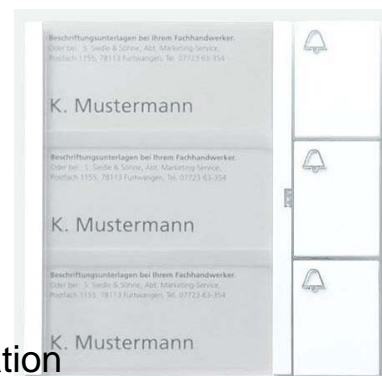 Beschriftungsunterlagen bei Ihrem Fachhandwerker.
Oder bei: S. Siedle & Söhne, Abt. Marketing-Service,
Postfach 1155, 78113 Furtwangen, Tel. 07723 63-354
K. Mustermann
Beschriftungsunterlagen bei Ihrem Fachhandwerker.
Oder bei: S. Siedle & Söhne, Abt. Marketing-Service,
Postfach 1155, 78113 Furtwangen, Tel. 07723 63-354
K. Mustermann
Beschriftungsunterlagen bei Ihrem Fachhandwerker.
Oder bei: S. Siedle & Söhne, Abt. Marketing-Service,
Postfach 1155, 78113 Furtwangen, Tel. 07723 63-354
K. Mustermann